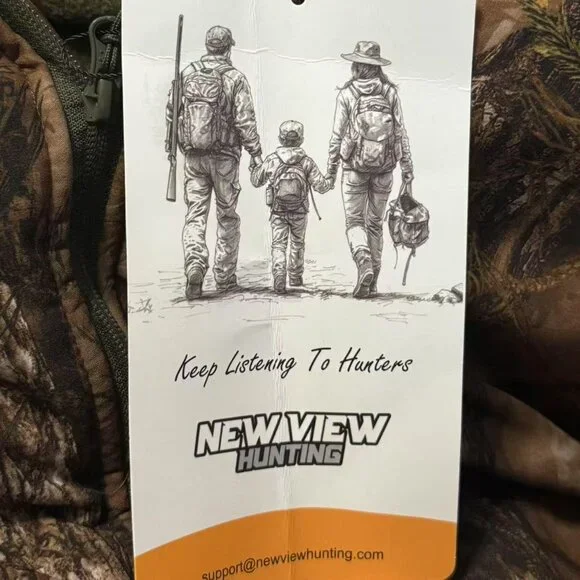 Keep Listening To Hunters
NEW VIEW
HUNTING
support@newviewhunting.com